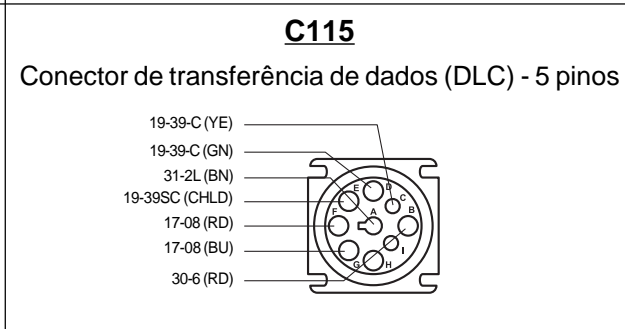 C115
Conector de transferência de dados (DLC) - 5 pinos
19-39-C (YE)
19-39-C (GN)
31-2L (BN)
19-39SC (CHLD)
17-08 (RD)
17-08 (BU)
30-6 (RD)
E
D
C
F
A
B
I
G
H